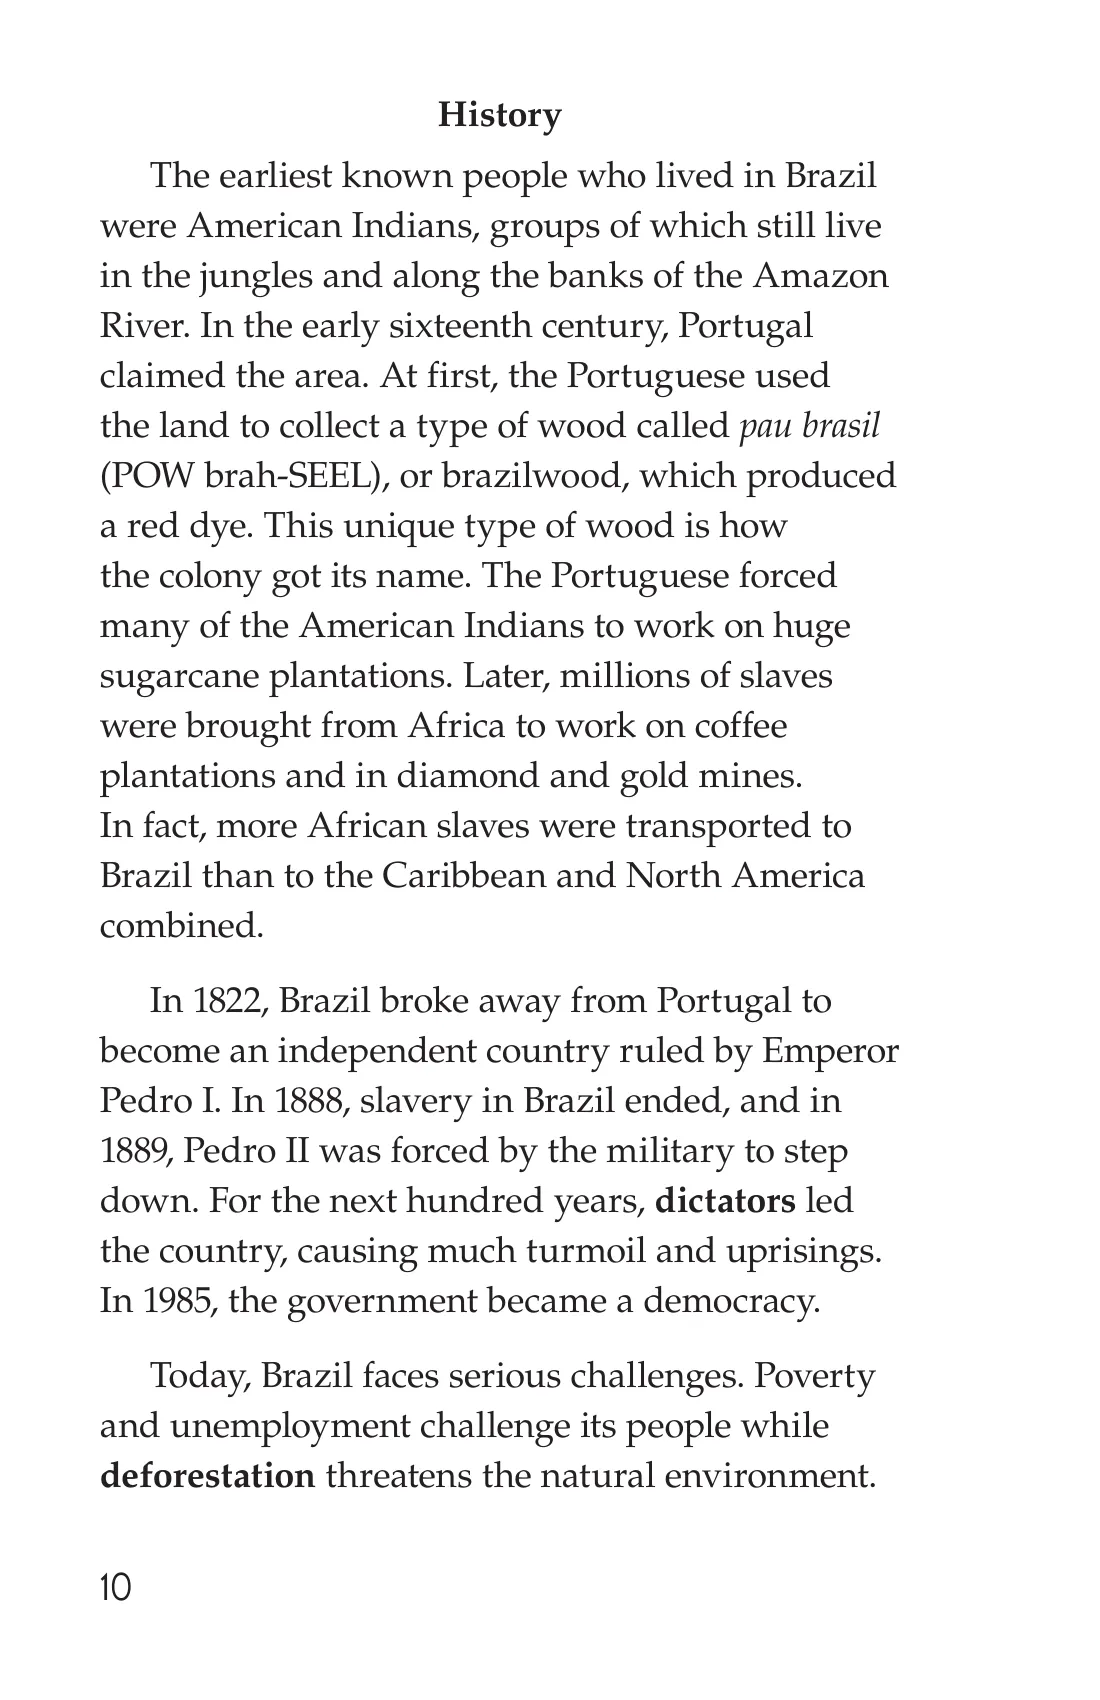 History
The earliest known people who lived in Brazil
were American Indians, groups of which still live
in the jungles and along the banks of the Amazon
River. In the early sixteenth century, Portugal
claimed the area. At first, the Portuguese used
the land to collect a type of wood called pau brasil
(POW brah-SEEL), or brazilwood, which produced
a red dye. This unique type of wood is how
the colony got its name. The Portuguese forced
many of the American Indians to work on huge
sugarcane plantations. Later, millions of slaves
were brought from Africa to work on coffee
plantations and in diamond and gold mines.
In fact, more African slaves were transported to
Brazil than to the Caribbean and North America
combined.
In 1822, Brazil broke away from Portugal to
become an independent country ruled by Emperor
Pedro I. In 1888, slavery in Brazil ended, and in
1889, Pedro II was forced by the military to step
down. For the next hundred years, dictators led
the country, causing much turmoil and uprisings.
In 1985, the government became a democracy.
Today, Brazil faces serious challenges. Poverty
and unemployment challenge its people while
deforestation threatens the natural environment.
10